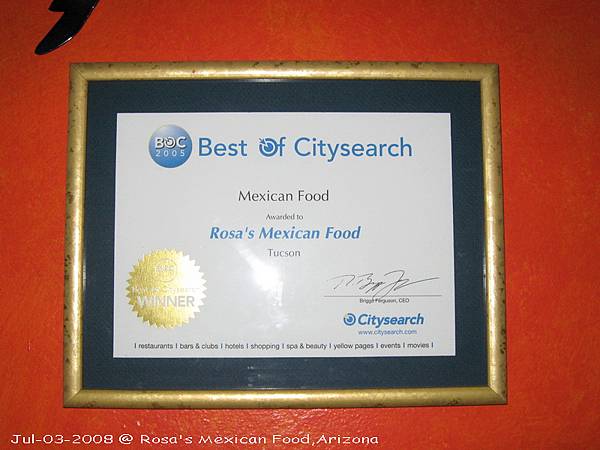 BOC
2005
Best Of Citysearch
Mexican Food
Awarded to
Rosa's Mexican Food
Tucson
WINNER
Briggs Ferguson, CEO
Citysearch
www.citysearch.com
I restaurants I bars & clubs I hotels I shopping I spa & beauty I yellow pages I events I movies I
Jul-03-2008 @ Rosa's Mexican Food,Arizona